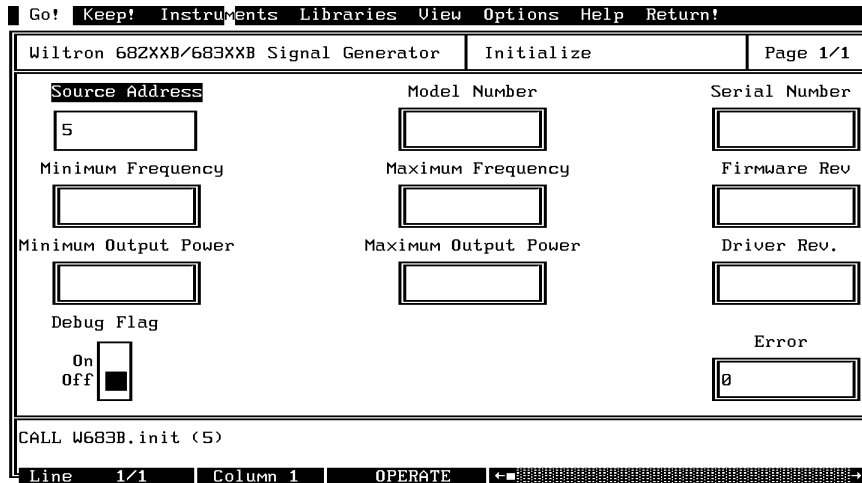 Go! Keep! Instruments Libraries View Options Help Return!
Wiltron 682XXB/683XXB Signal Generator Initialize Page 1/1
Source Address Model Number Serial Number
5
Minimum Frequency Maximum Frequency Firmware Rev
Minimum Output Power Maximum Output Power Driver Rev.
Debug Flag
Error
On
Off
0
CALL W683B.init (5)
Line 1/1 Column 1 OPERATE